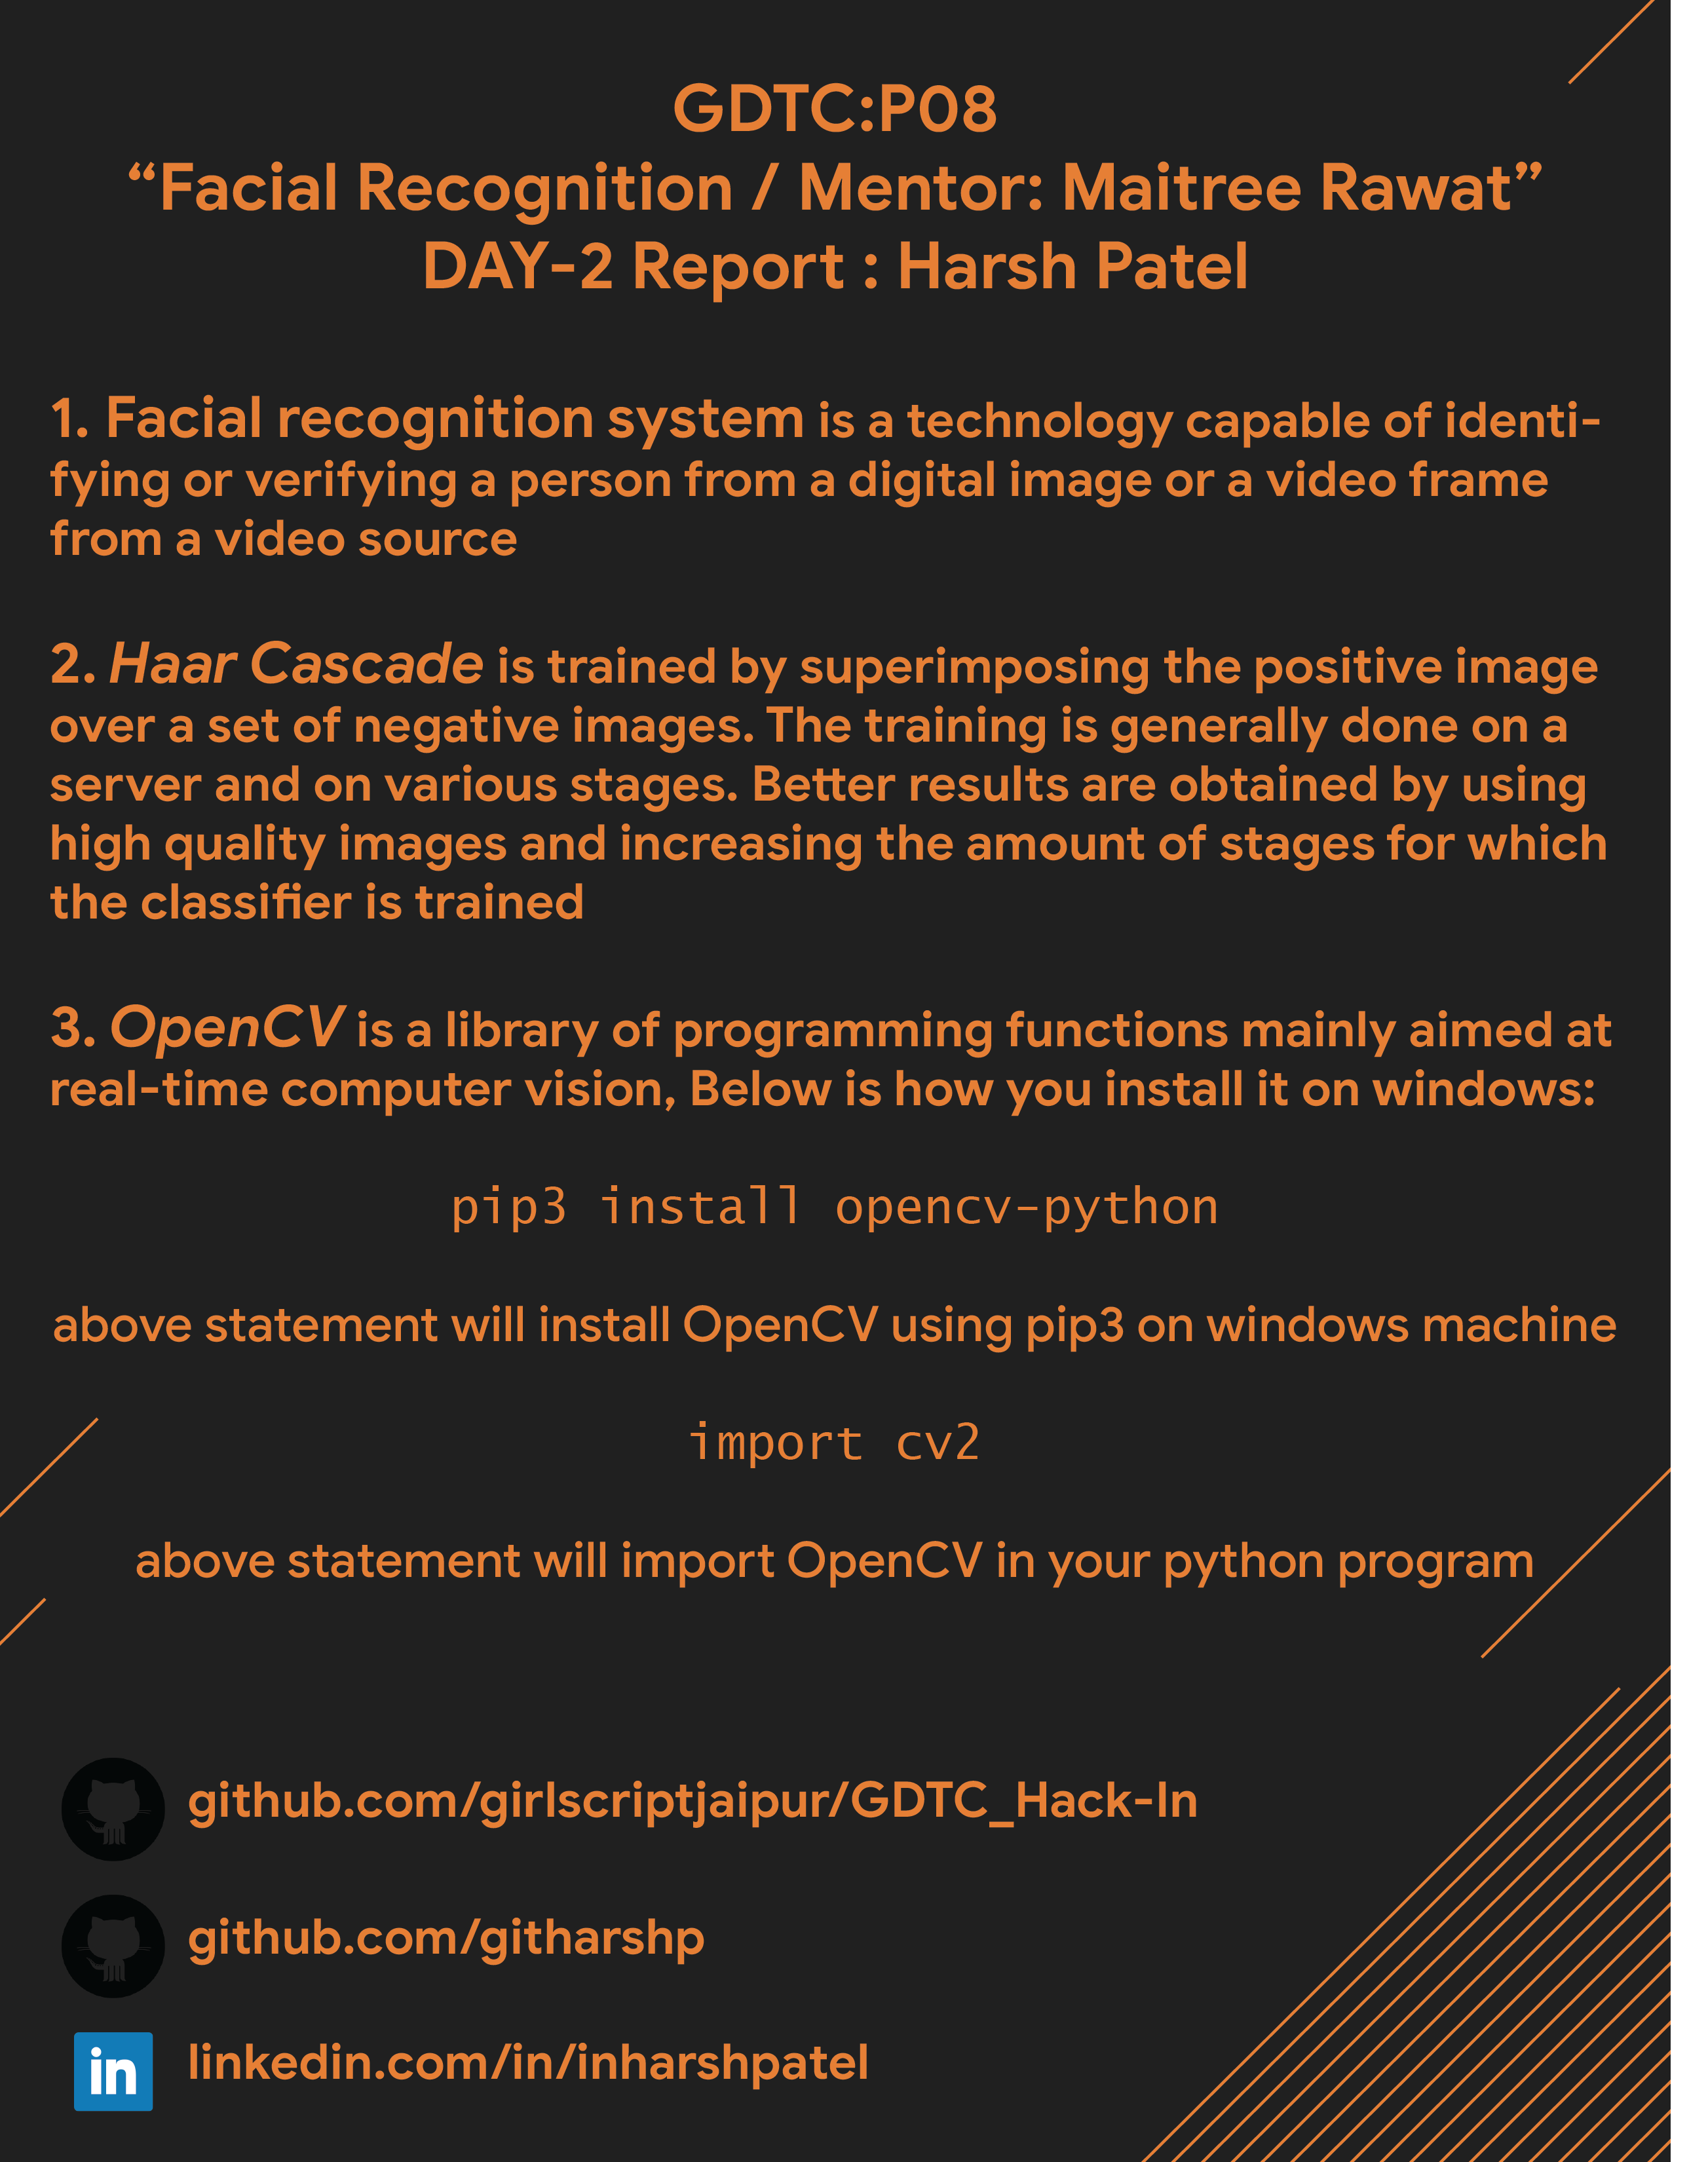 GDTC:P08
“Facial Recognition / Mentor: Maitree Rawat”
DAY-2 Report : Harsh Patel
1. Facial recognition system is a technology capable of identi-
fying or verifying a person from a digital image or a video frame
from a video source
2. Haar Cascade is trained by superimposing the positive image
over a set of negative images. The training is generally done on a
server and on various stages. Better results are obtained by using
high quality images and increasing the amount of stages for which
the classifier is trained
3. OpenCV is a library of programming functions mainly aimed at
real-time computer vision, Below is how you install it on windows:
pip3 install opencv-python
above statement will install OpenCV using pip3 on windows machine
import cv2
above statement will import OpenCV in your python program
github.com/girlscriptjaipur/GDTC_Hack-In
github.com/githarshp
in linkedin.com/in/inharshpatel